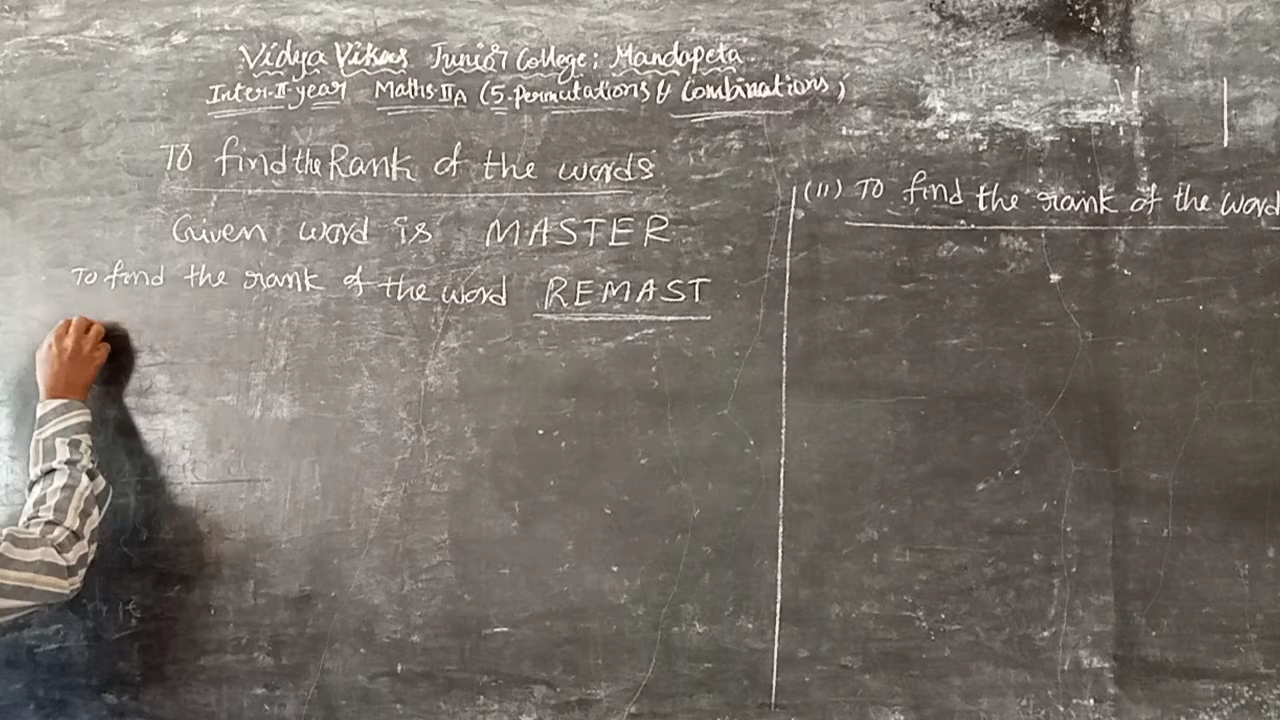 Vidya Vikas Junior College; Mandapeta
Inter-II-year Maths IIA (5. Permutations & Combinations)
To find the Rank of the words
Given word is MASTER
To find the rank of the word REMAST
(ii) To find the rank of the word